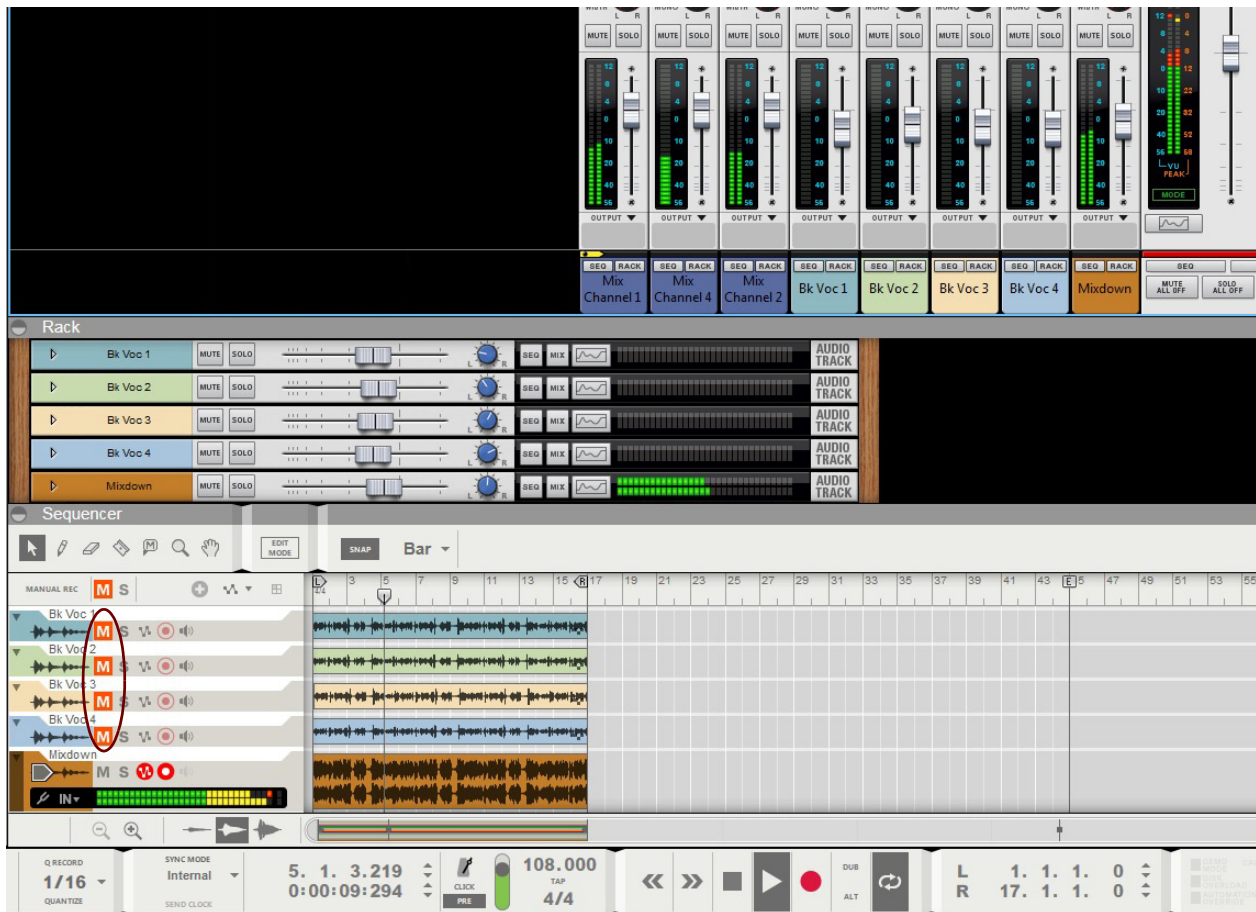 L R L R L R L R L R L R L R L R
MUTE SOLO MUTE SOLO MUTE SOLO MUTE SOLO MUTE SOLO MUTE SOLO MUTE SOLO MUTE SOLO
VU
PEAK
MODE
OUTPUT OUTPUT OUTPUT OUTPUT OUTPUT OUTPUT OUTPUT OUTPUT
SEQ RACK SEQ RACK SEQ RACK SEQ RACK SEQ RACK SEQ RACK SEQ RACK SEQ RACK SEQ
Mix Channel 1 Mix Channel 4 Mix Channel 2 Bk Voc 1 Bk Voc 2 Bk Voc 3 Bk Voc 4 Mixdown MUTE ALL OFF SOLO ALL OFF
Rack
Bk Voc 1 MUTE SOLO L R SEQ MIX AUDIO TRACK
Bk Voc 2 MUTE SOLO L R SEQ MIX AUDIO TRACK
Bk Voc 3 MUTE SOLO L R SEQ MIX AUDIO TRACK
Bk Voc 4 MUTE SOLO L R SEQ MIX AUDIO TRACK
Mixdown MUTE SOLO L R SEQ MIX AUDIO TRACK
Sequencer
M EDIT MODE SNAP Bar
MANUAL REC M S L 4/4 3 5 7 9 11 13 15 R 17 19 21 23 25 27 29 31 33 35 37 39 41 43 E 5 47 49 51 53 55
Bk Voc 1
M S
Bk Voc 2
M S
Bk Voc 3
M S
Bk Voc 4
M S
Mixdown
M S
IN
Q RECORD SYNC MODE 5. 1. 3.219 108.000 DUB L 1. 1. 1. 0
1/16 Internal 0:00:09:294 CLICK TAP R 17. 1. 1. 0
QUANTIZE SEND CLOCK PRE 4/4 ALT